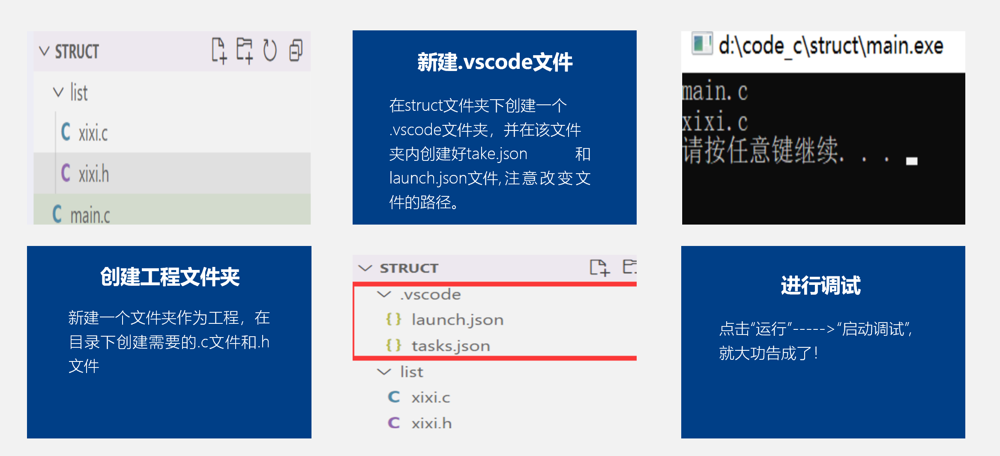 STRUCT
list
C xixi.c
C xixi.h
C main.c
创建工程文件夹
新建一个文件夹作为工程，在
目录下创建需要的.c文件和.h
文件
新建.vscode文件
在struct文件夹下创建一个
.vscode文件夹，并在该文件
夹内创建好take.json 和
launch.json文件,注意改变文
件的路径。
STRUCT
.vscode
{} launch.json
{} tasks.json
list
C xixi.c
C xixi.h
d:\code_c\struct\main.exe
main.c
xixi.c
请按任意键继续. . .
进行调试
点击“运行”----->“启动调试”,
就大功告成了!